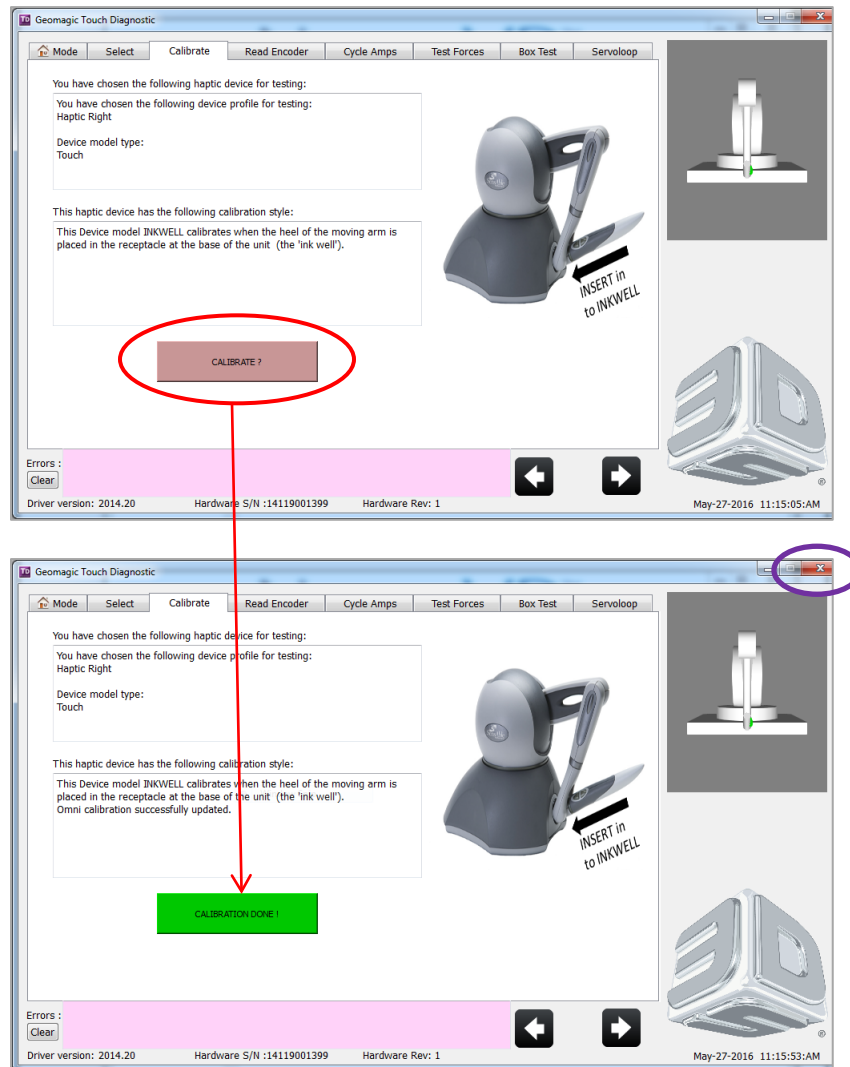 Geomagic Touch Diagnostic
Mode Select Calibrate Read Encoder Cycle Amps Test Forces Box Test Servoloop
You have chosen the following haptic device for testing:
You have chosen the following device profile for testing:
Haptic Right
Device model type:
Touch
This haptic device has the following calibration style:
This Device model INKWELL calibrates when the heel of the moving arm is
placed in the receptacle at the base of the unit (the 'ink well').
INSERT in
to INKWELL
CALIBRATE ?
Errors :
Clear
Driver version: 2014.20 Hardware S/N :14119001399 Hardware Rev: 1 May-27-2016 11:15:05:AM
Geomagic Touch Diagnostic
Mode Select Calibrate Read Encoder Cycle Amps Test Forces Box Test Servoloop
You have chosen the following haptic device for testing:
You have chosen the following device profile for testing:
Haptic Right
Device model type:
Touch
This haptic device has the following calibration style:
This Device model INKWELL calibrates when the heel of the moving arm is
placed in the receptacle at the base of the unit (the 'ink well').
Omni calibration successfully updated.
INSERT in
to INKWELL
CALIBRATION DONE !
Errors :
Clear
Driver version: 2014.20 Hardware S/N :14119001399 Hardware Rev: 1 May-27-2016 11:15:53:AM